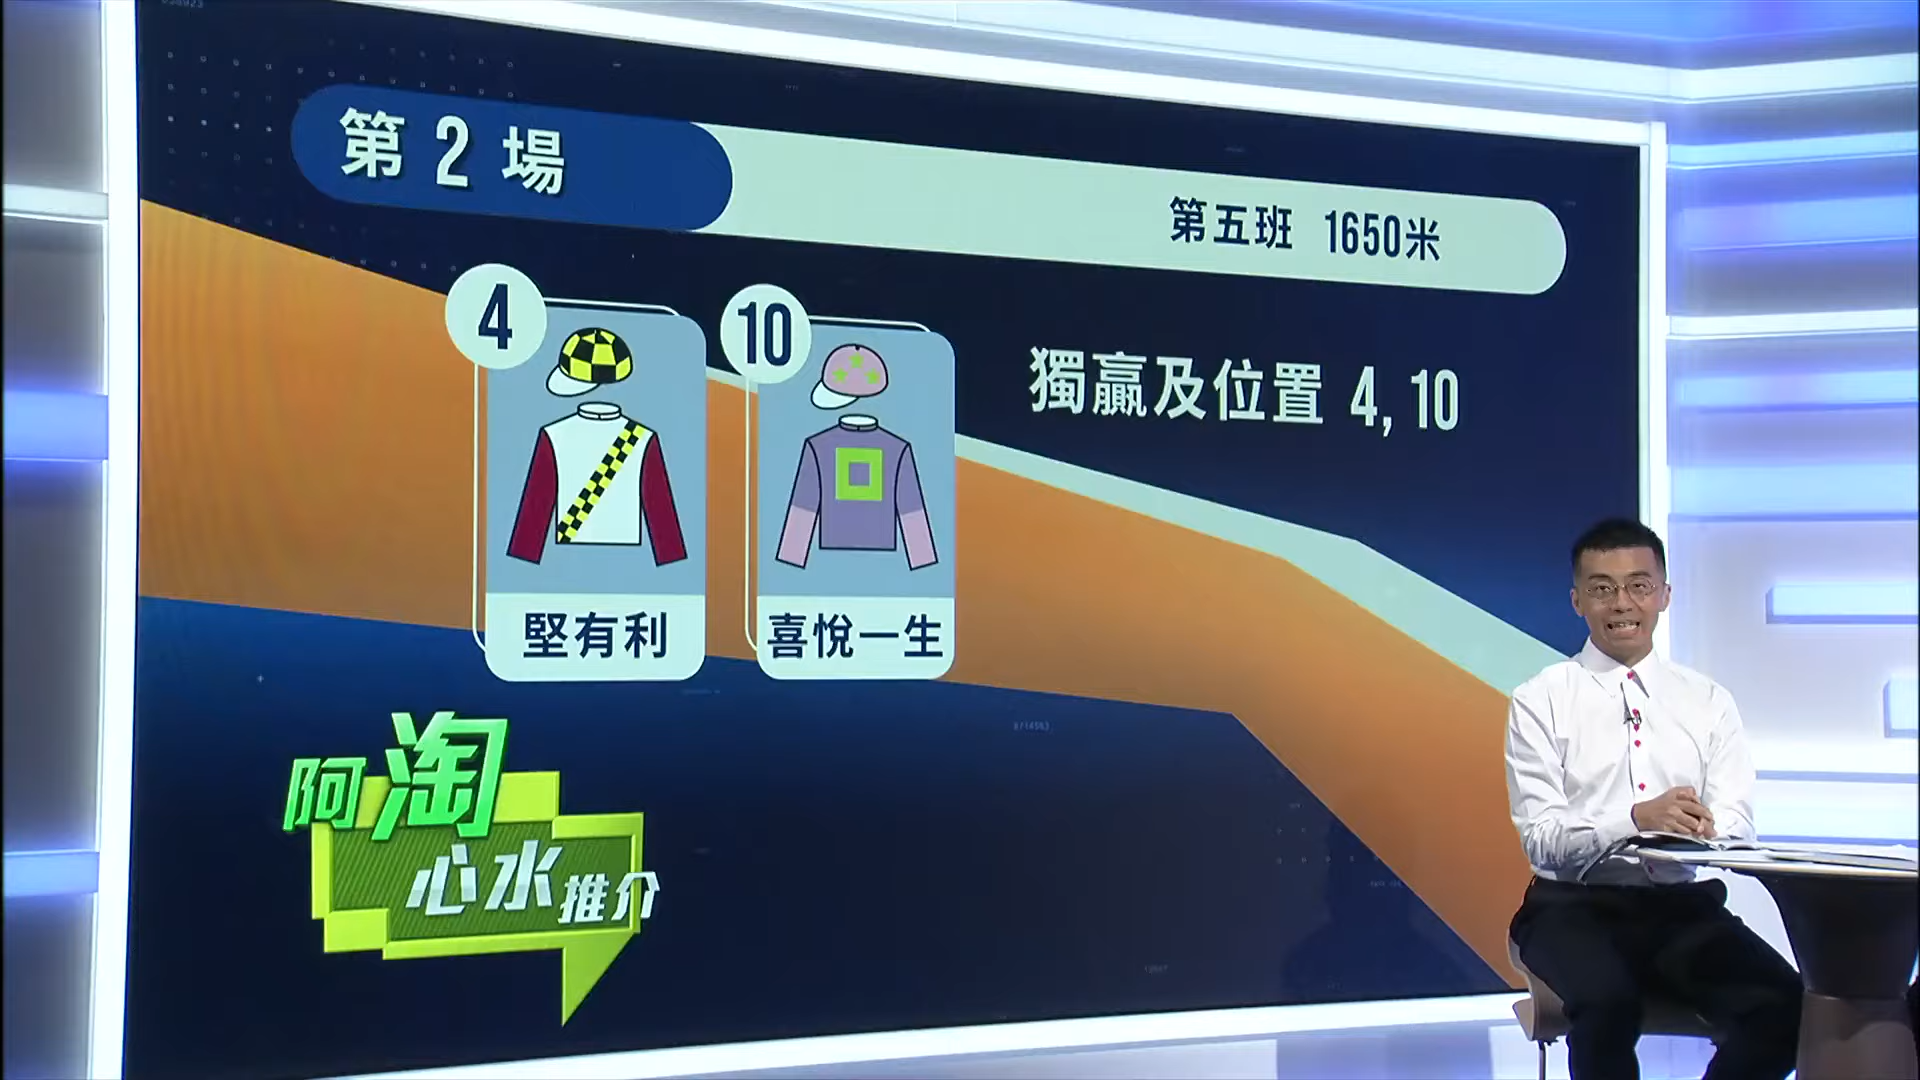 第 2 場
第五班 1650米
4
10
獨贏及位置 4, 10
堅有利
喜悅一生
阿淘
心水推介